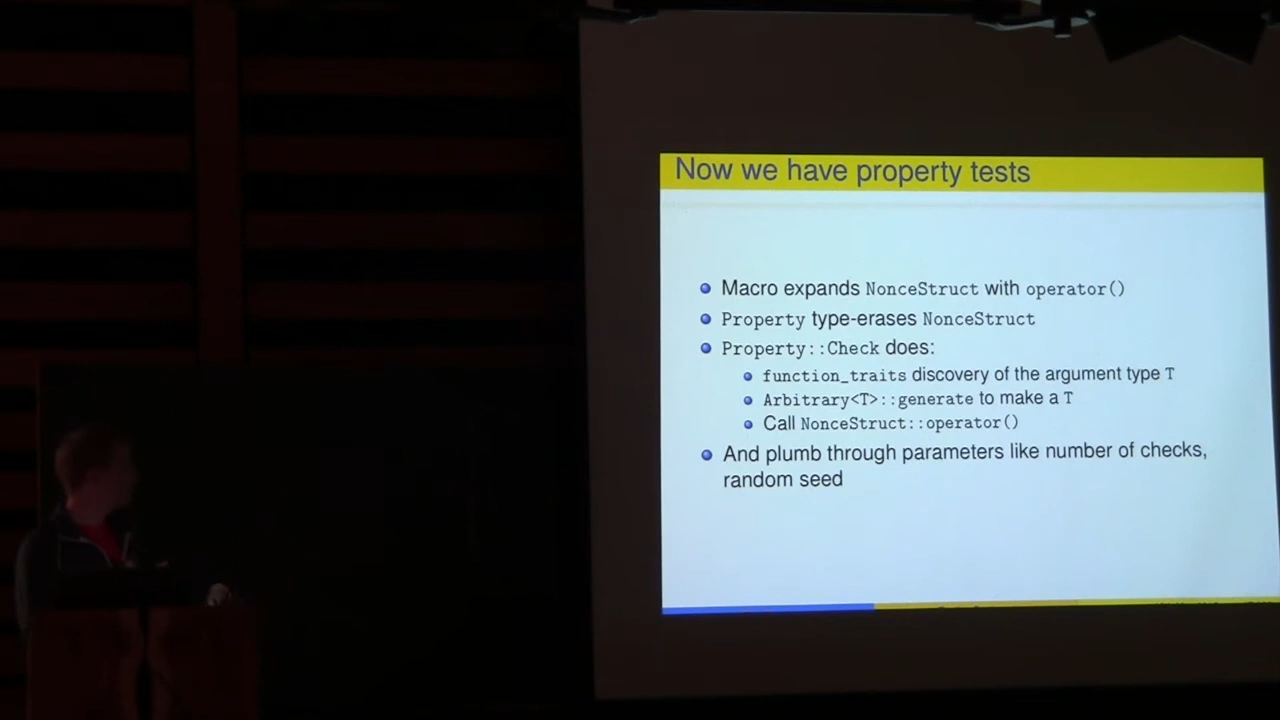 Now we have property tests
Macro expands NonceStruct with operator()
Property type-erases NonceStruct
Property::Check does:
function_traits discovery of the argument type T
Arbitrary<T>::generate to make a T
Call NonceStruct::operator()
And plumb through parameters like number of checks,
random seed